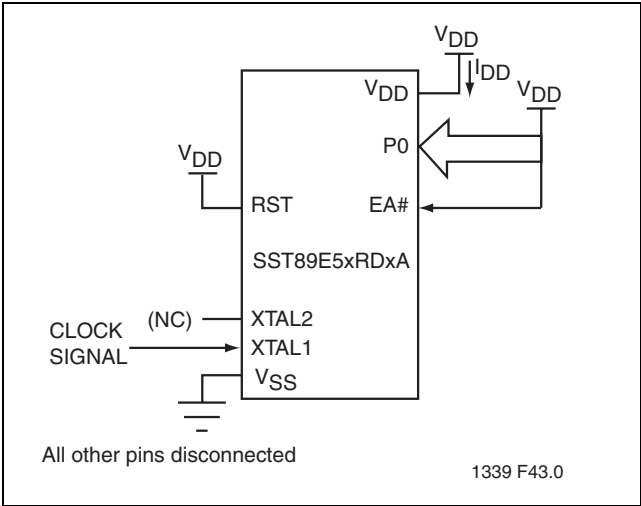 VDD
IDD
VDD
VDD
P0
VDD
RST
EA#
SST89E5xRDxA
(NC)
XTAL2
CLOCK
SIGNAL
XTAL1
VSS
All other pins disconnected
1339 F43.0